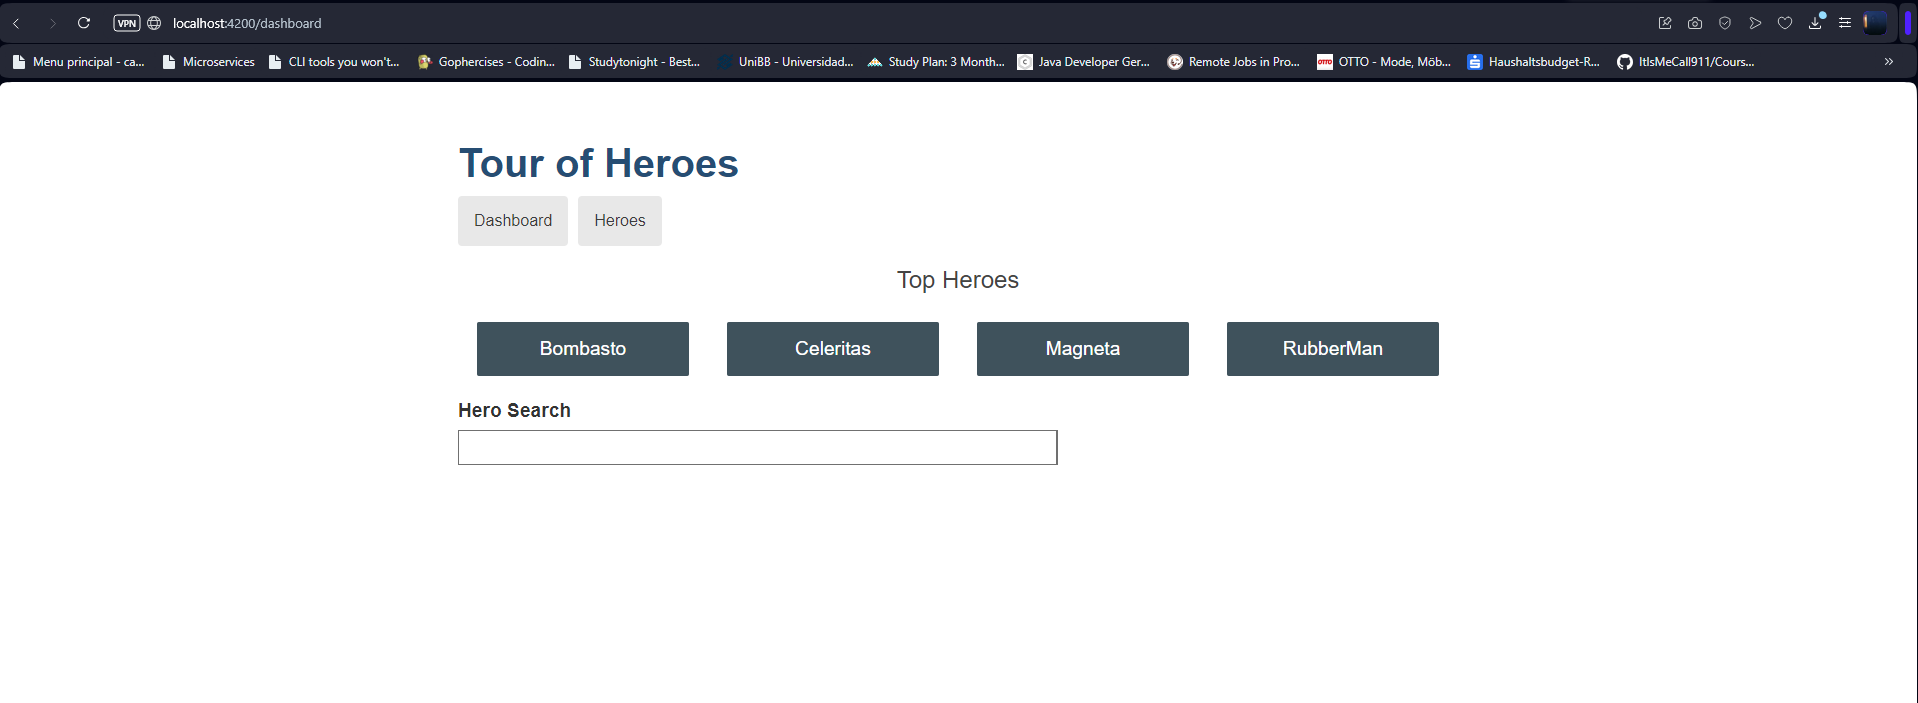 VPN localhost:4200/dashboard
Menu principal - ca... Microservices CLI tools you won't... Gophercises - Codin... Studytonight - Best... UniBB - Universidad... Study Plan: 3 Month... Java Developer Ger... Remote Jobs in Pro... OTTO OTTO - Mode, Möb... Haushaltsbudget-R... ItIsMeCall911/Cours... »
Tour of Heroes
Dashboard Heroes
Top Heroes
Bombasto Celeritas Magneta RubberMan
Hero Search